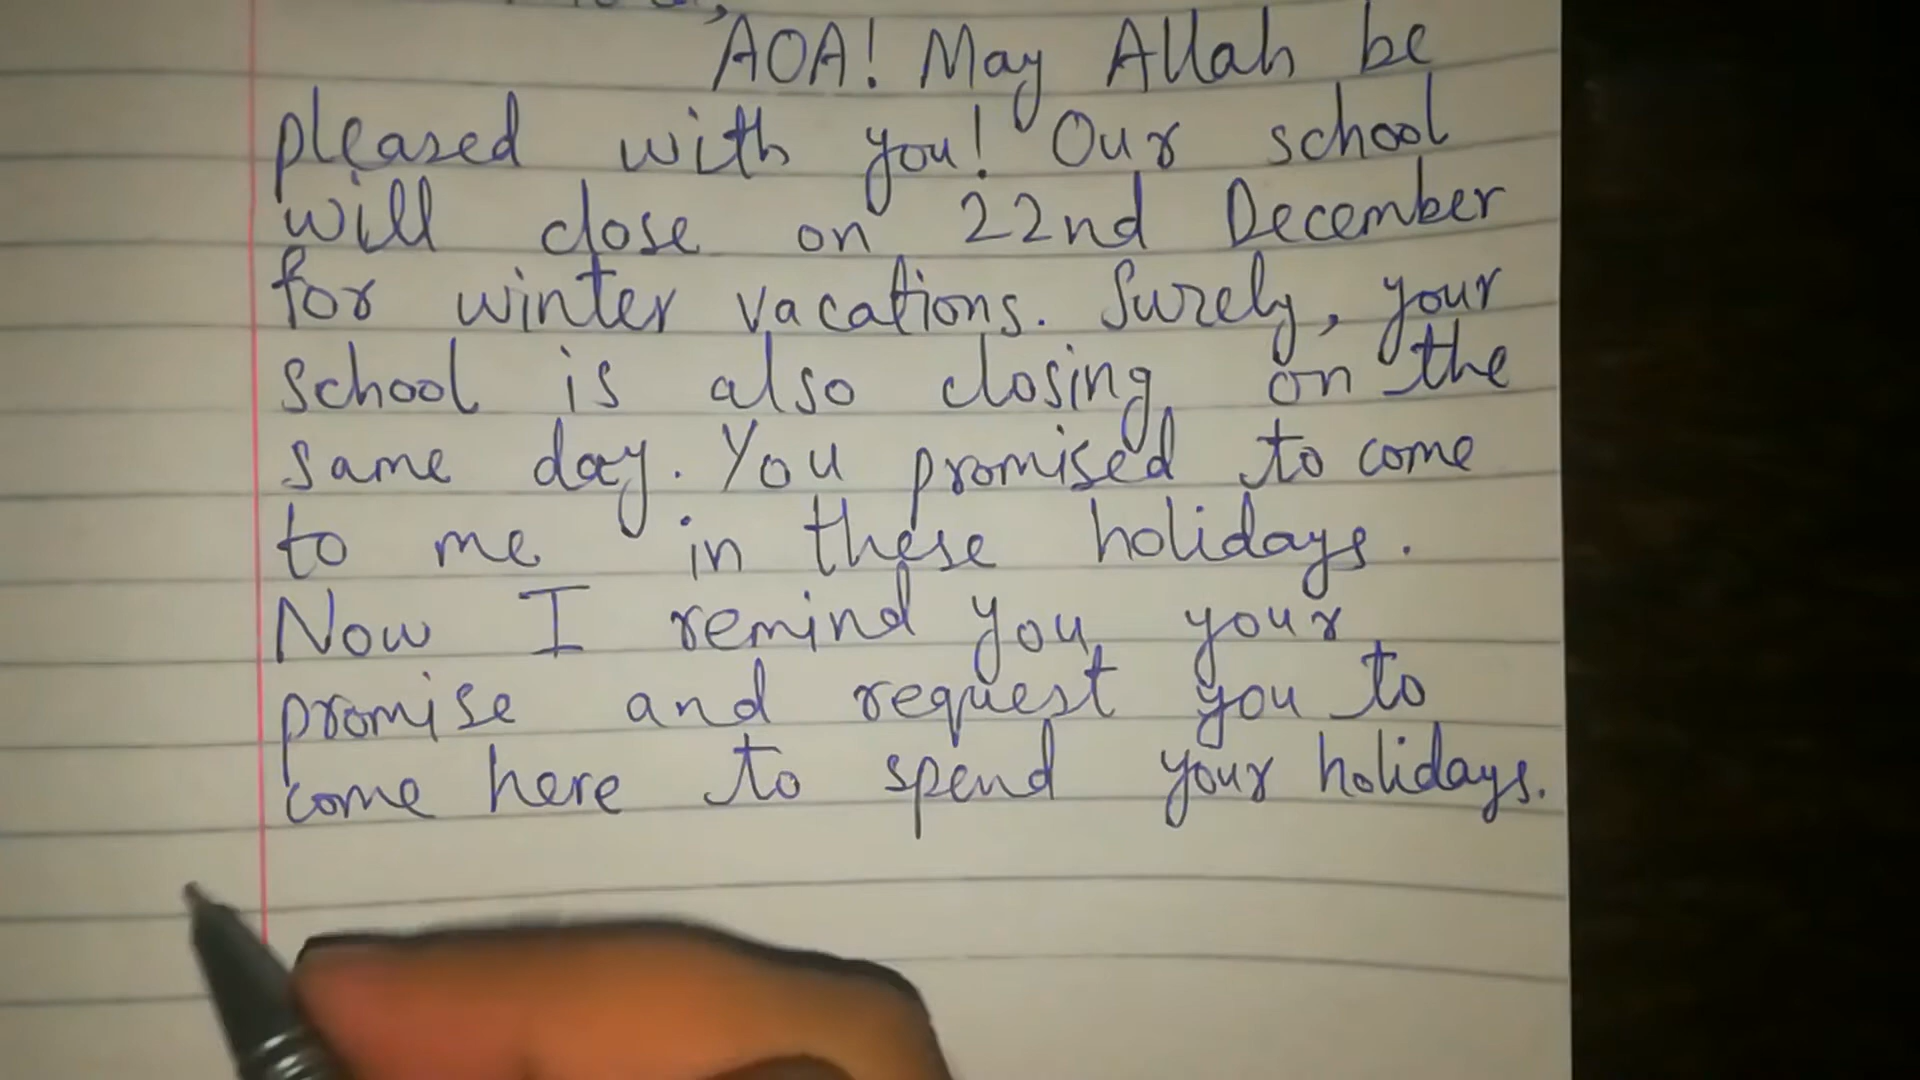 AOA! May Allah be
pleased with you! Our school
will close on 22nd December
for winter vacations. Surely, your
school is also closing on the
same day. You promised to come
to me in these holidays.
Now I remind you your
promise and request you to
come here to spend your holidays.